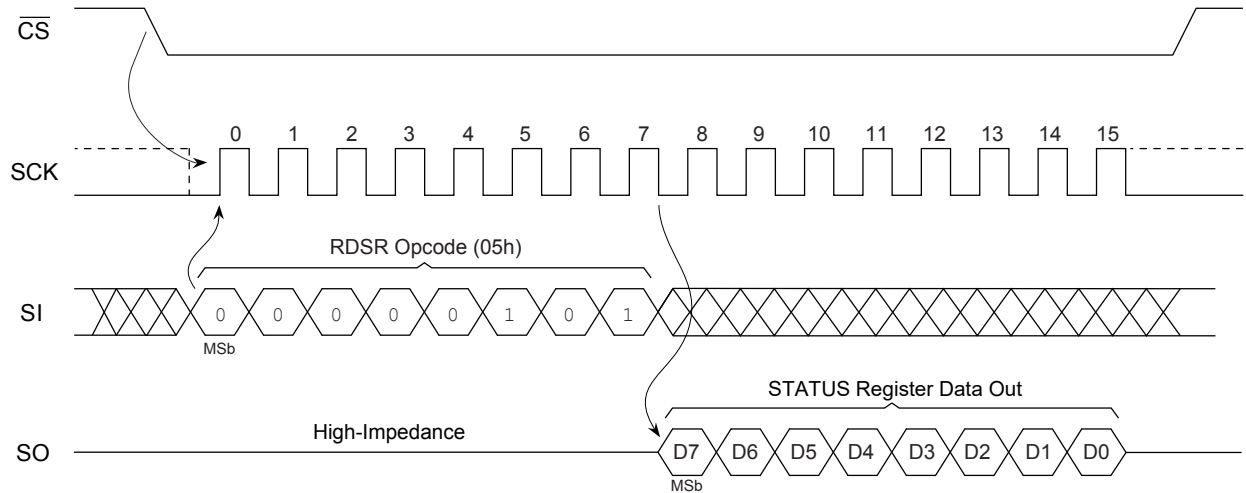 CS
0 1 2 3 4 5 6 7 8 9 10 11 12 13 14 15
SCK
RDSR Opcode (05h)
SI 0 0 0 0 0 1 0 1
MSb
STATUS Register Data Out
High-Impedance
SO D7 D6 D5 D4 D3 D2 D1 D0
MSb